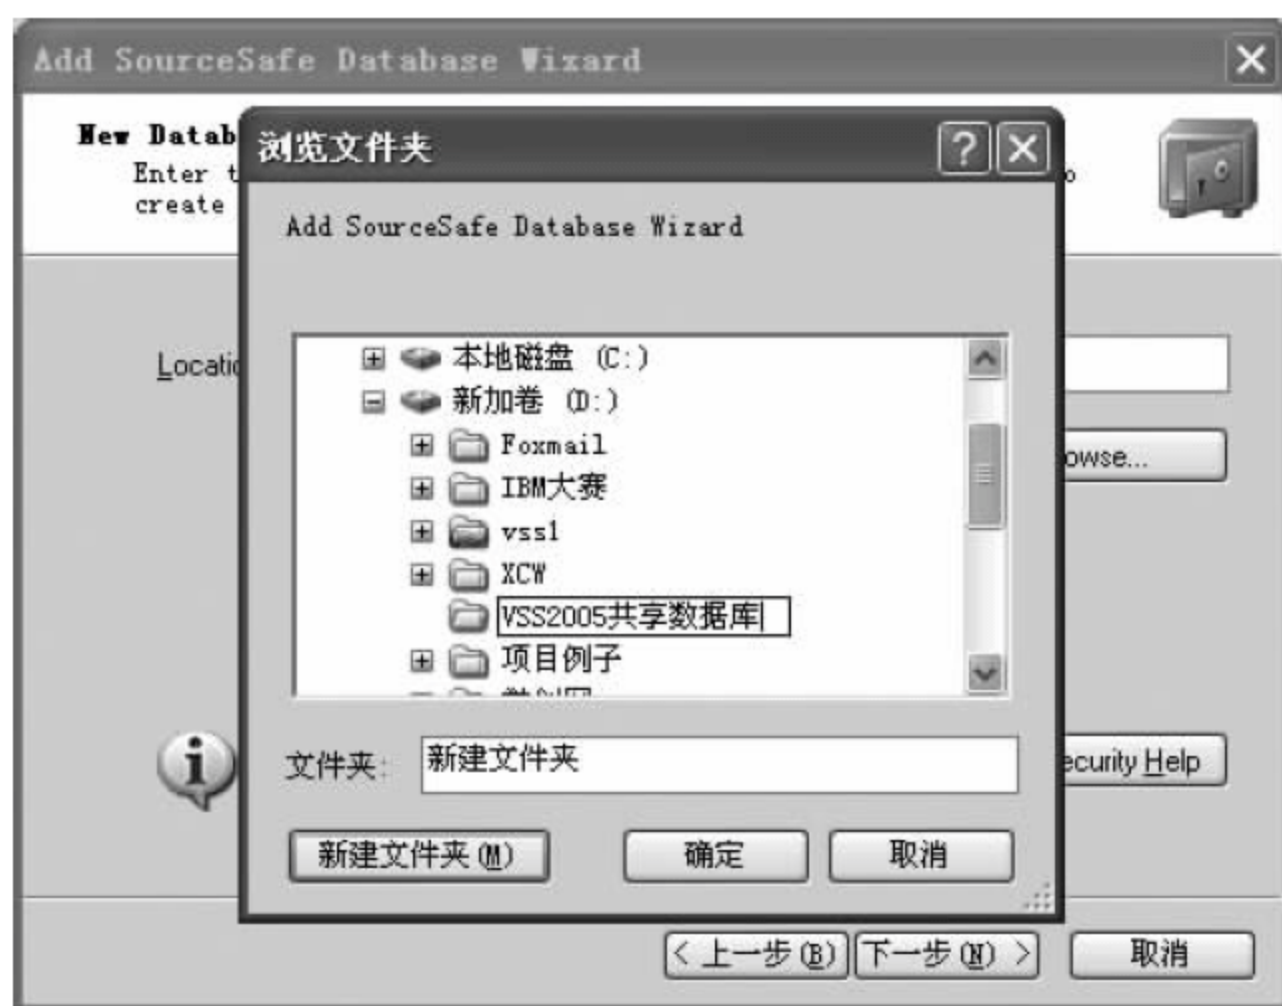 Add SourceSafe Database Wizard
New Datab
Enter t
create
浏览文件夹
Add SourceSafe Database Wizard
Locatio
本地磁盘 (C:)
新加卷 (D:)
Foxmail
IBM大赛
vss1
XCW
VSS2005共享数据库
项目例子
owse...
文件夹:
新建文件夹
ecurity Help
新建文件夹(M)
确定
取消
< 上一步(B)
下一步(N) >
取消